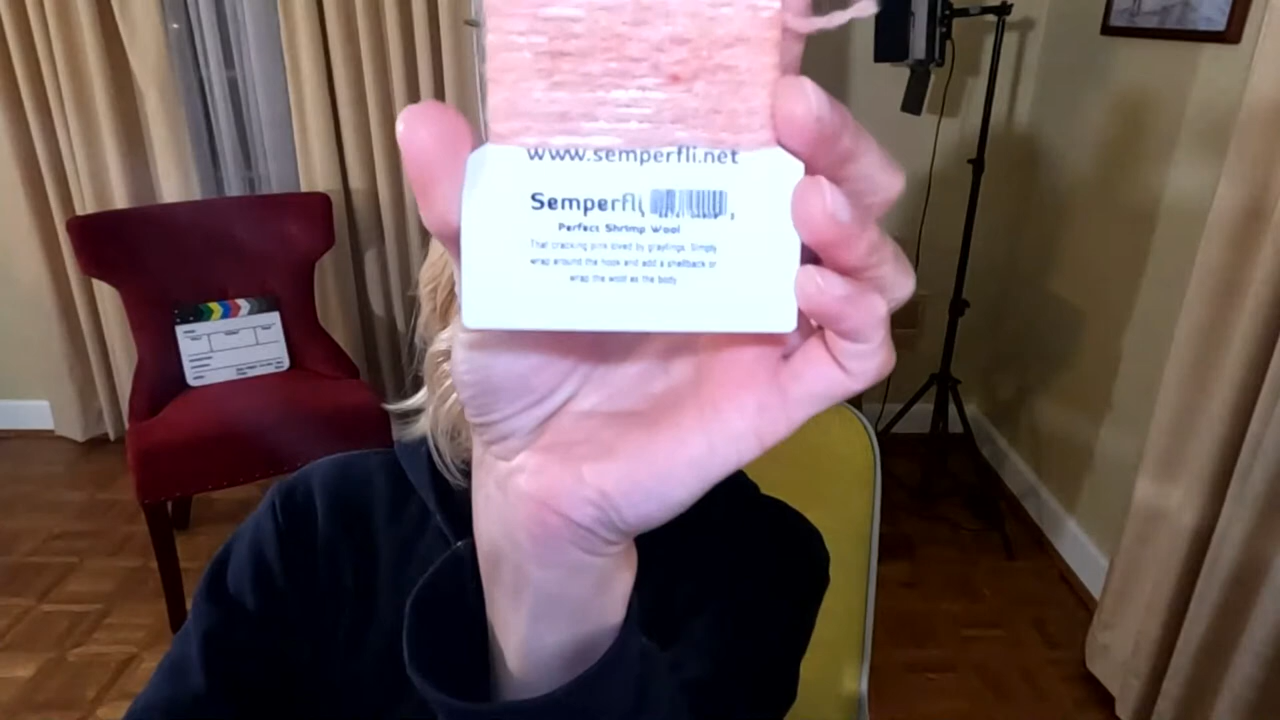 www.semperfli.net
Semperfli
Perfect Shrimp Wool
That cracking pink loved by graylings. Simply
wrap around the hook and add a shellback or
wrap the wool as the body